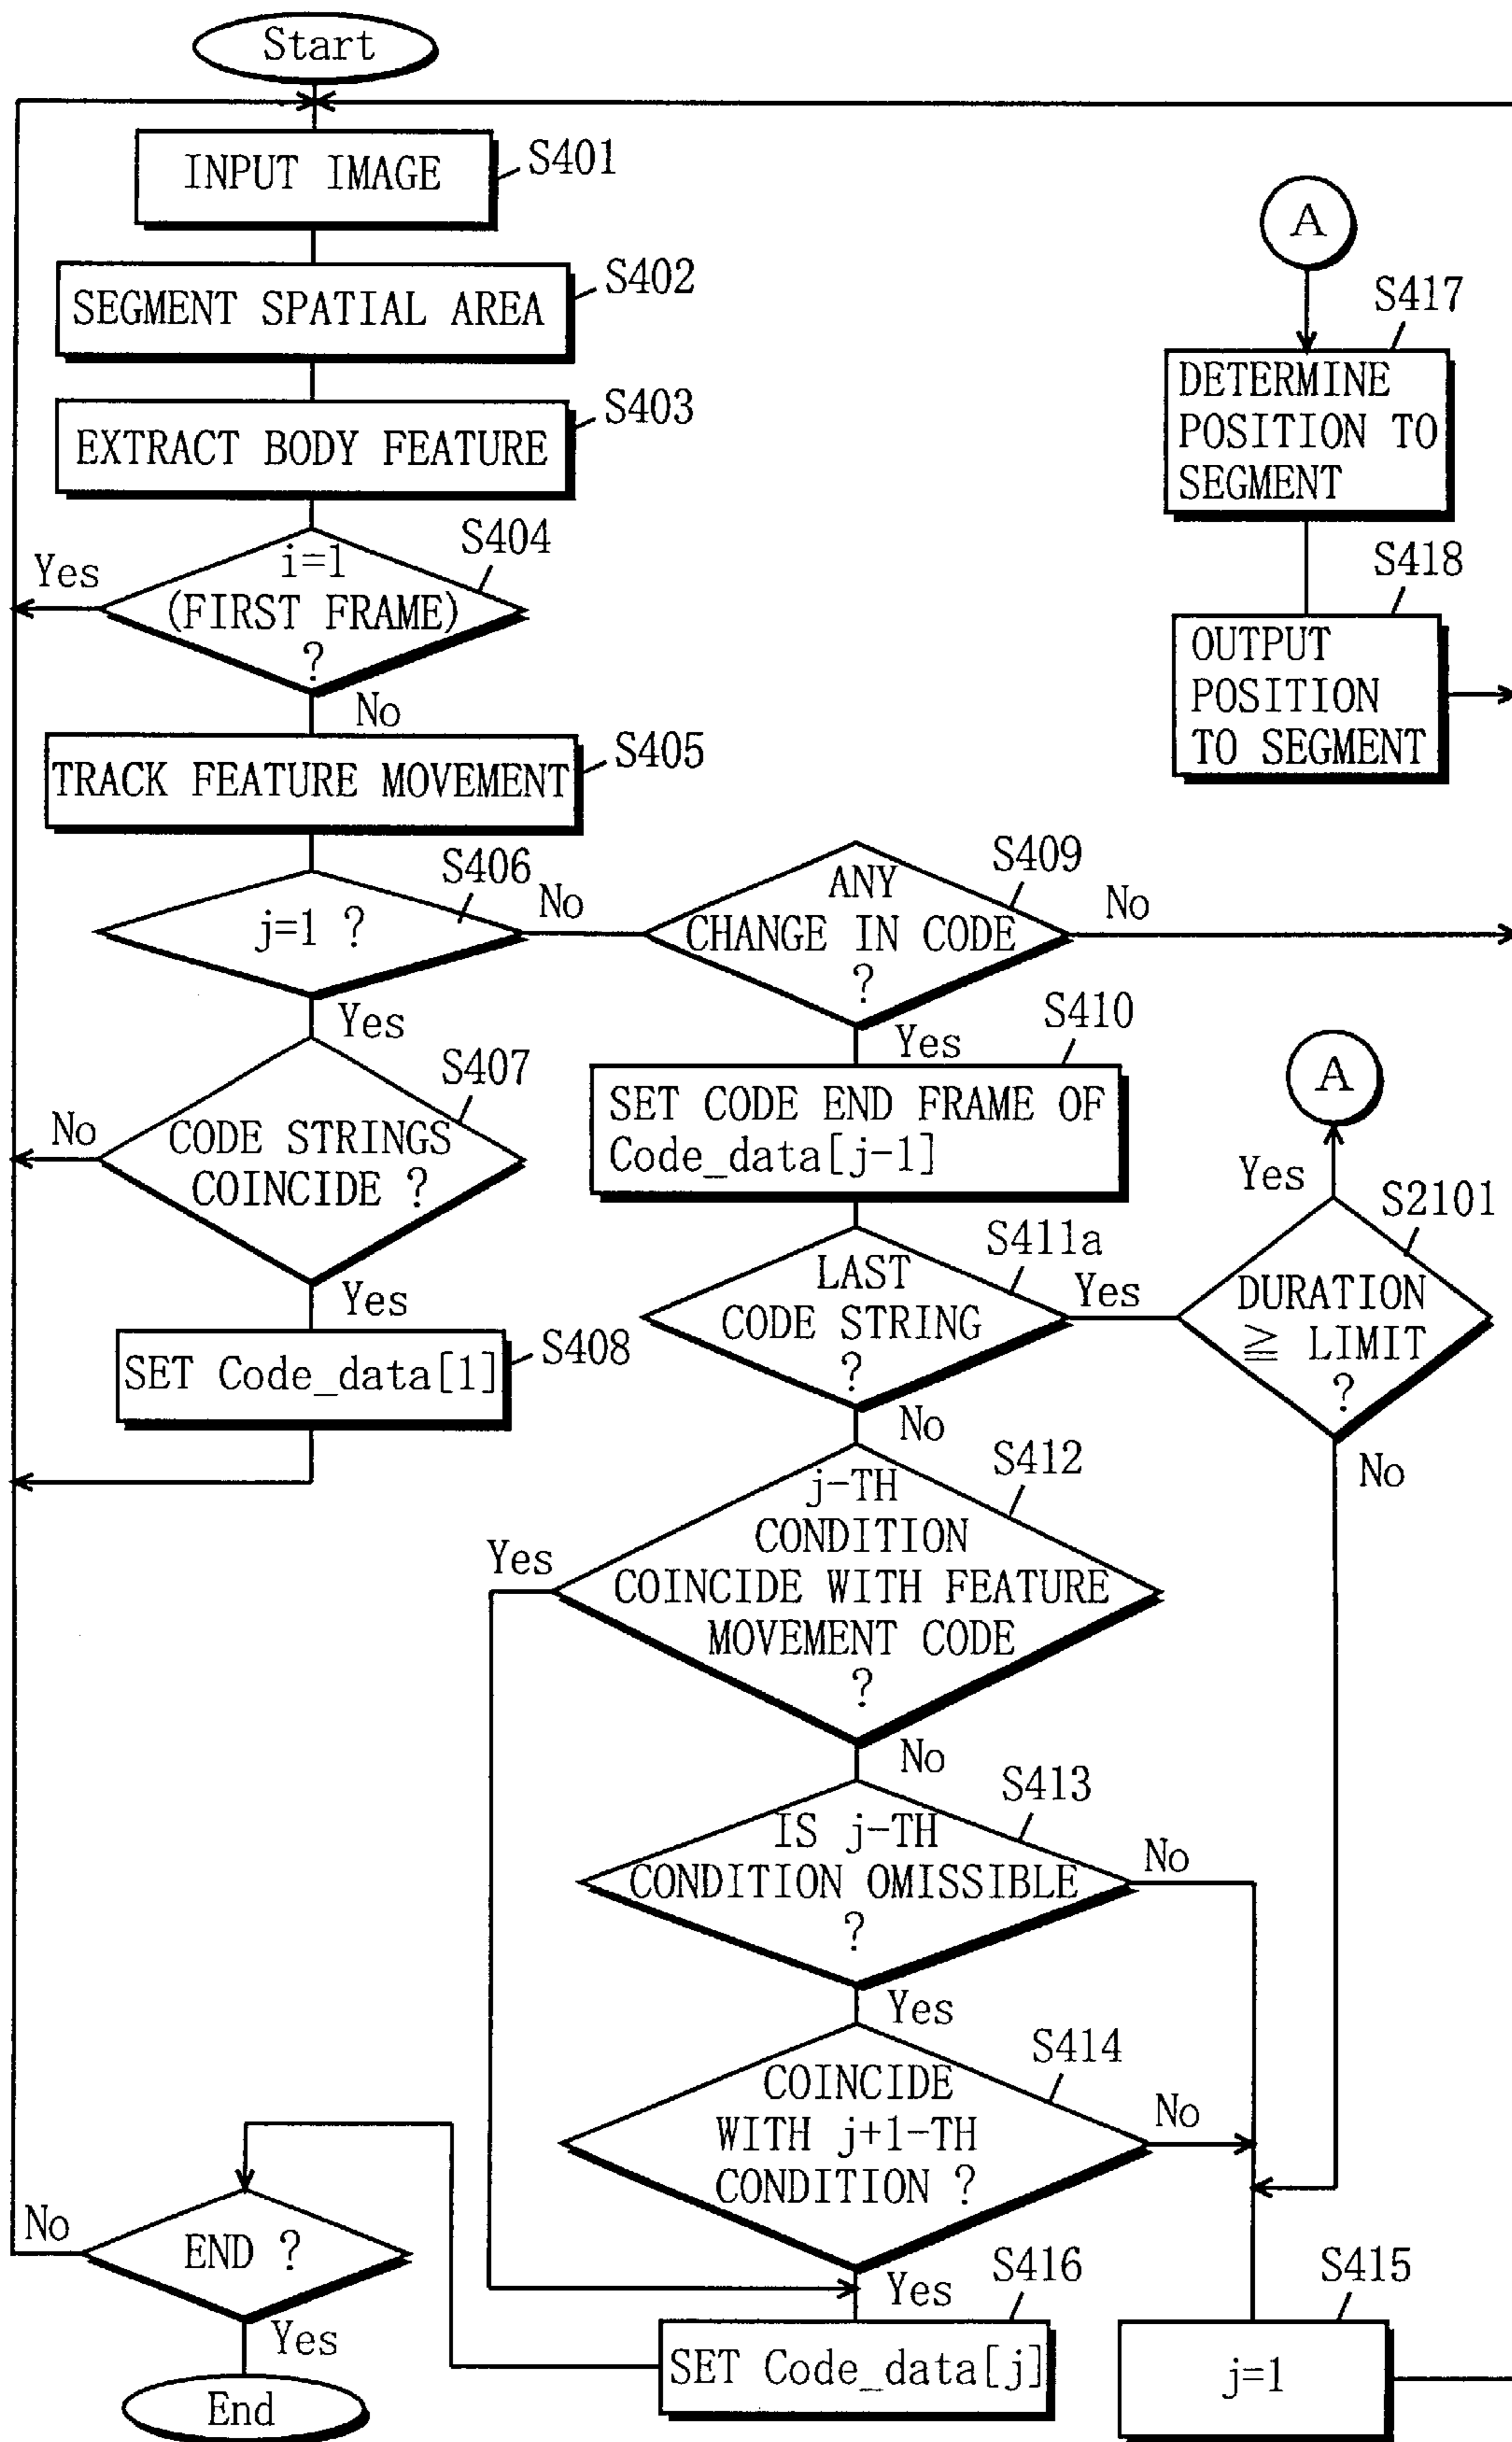 Start
INPUT IMAGE
S401
SEGMENT SPATIAL AREA
S402
EXTRACT BODY FEATURE
S403
i=1
(FIRST FRAME)
?
S404
Yes
No
TRACK FEATURE MOVEMENT
S405
j=1 ?
S406
No
Yes
CODE STRINGS
COINCIDE ?
S407
No
Yes
SET Code_data[1]
S408
ANY
CHANGE IN CODE
?
S409
No
Yes
SET CODE END FRAME OF
Code_data[j-1]
S410
LAST
CODE STRING
?
S411a
Yes
No
j-TH
CONDITION
COINCIDE WITH FEATURE
MOVEMENT CODE
?
S412
Yes
No
IS j-TH
CONDITION OMISSIBLE
?
S413
No
Yes
COINCIDE
WITH j+1-TH
CONDITION ?
S414
No
Yes
SET Code_data[j]
S416
j=1
S415
END ?
No
Yes
End
A
DETERMINE
POSITION TO
SEGMENT
S417
OUTPUT
POSITION
TO SEGMENT
S418
A
Yes
DURATION
≧ LIMIT
?
S2101
No